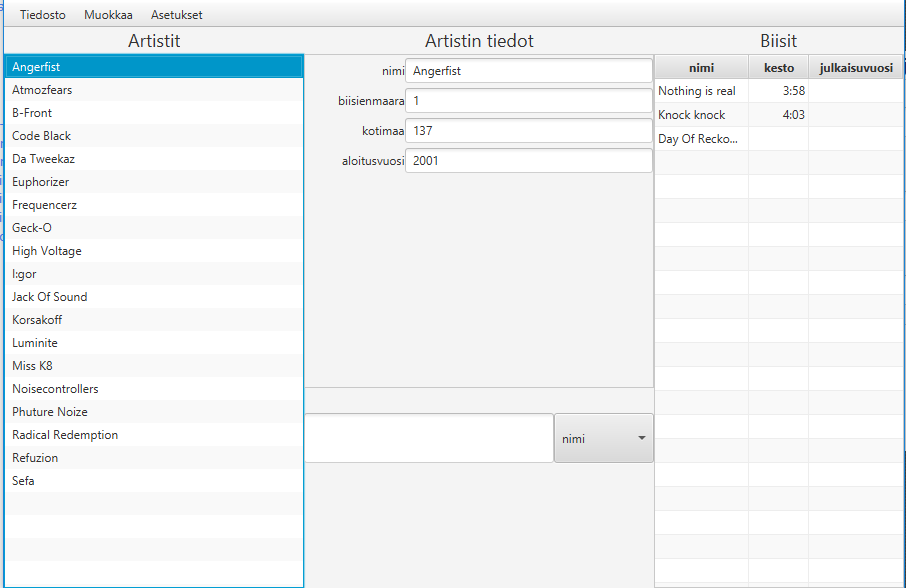 Tiedosto Muokkaa Asetukset
Artistit
Angerfist
Atmozfears
B-Front
Code Black
Da Tweekaz
Euphorizer
Frequencerz
Geck-O
High Voltage
I:gor
Jack Of Sound
Korsakoff
Luminite
Miss K8
Noisecontrollers
Phuture Noize
Radical Redemption
Refuzion
Sefa
Artistin tiedot
nimi Angerfist
biisienmaara 1
kotimaa 137
aloitusvuosi 2001
nimi
Biisit
nimi kesto julkaisuvuosi
Nothing is real 3:58
Knock knock 4:03
Day Of Recko...